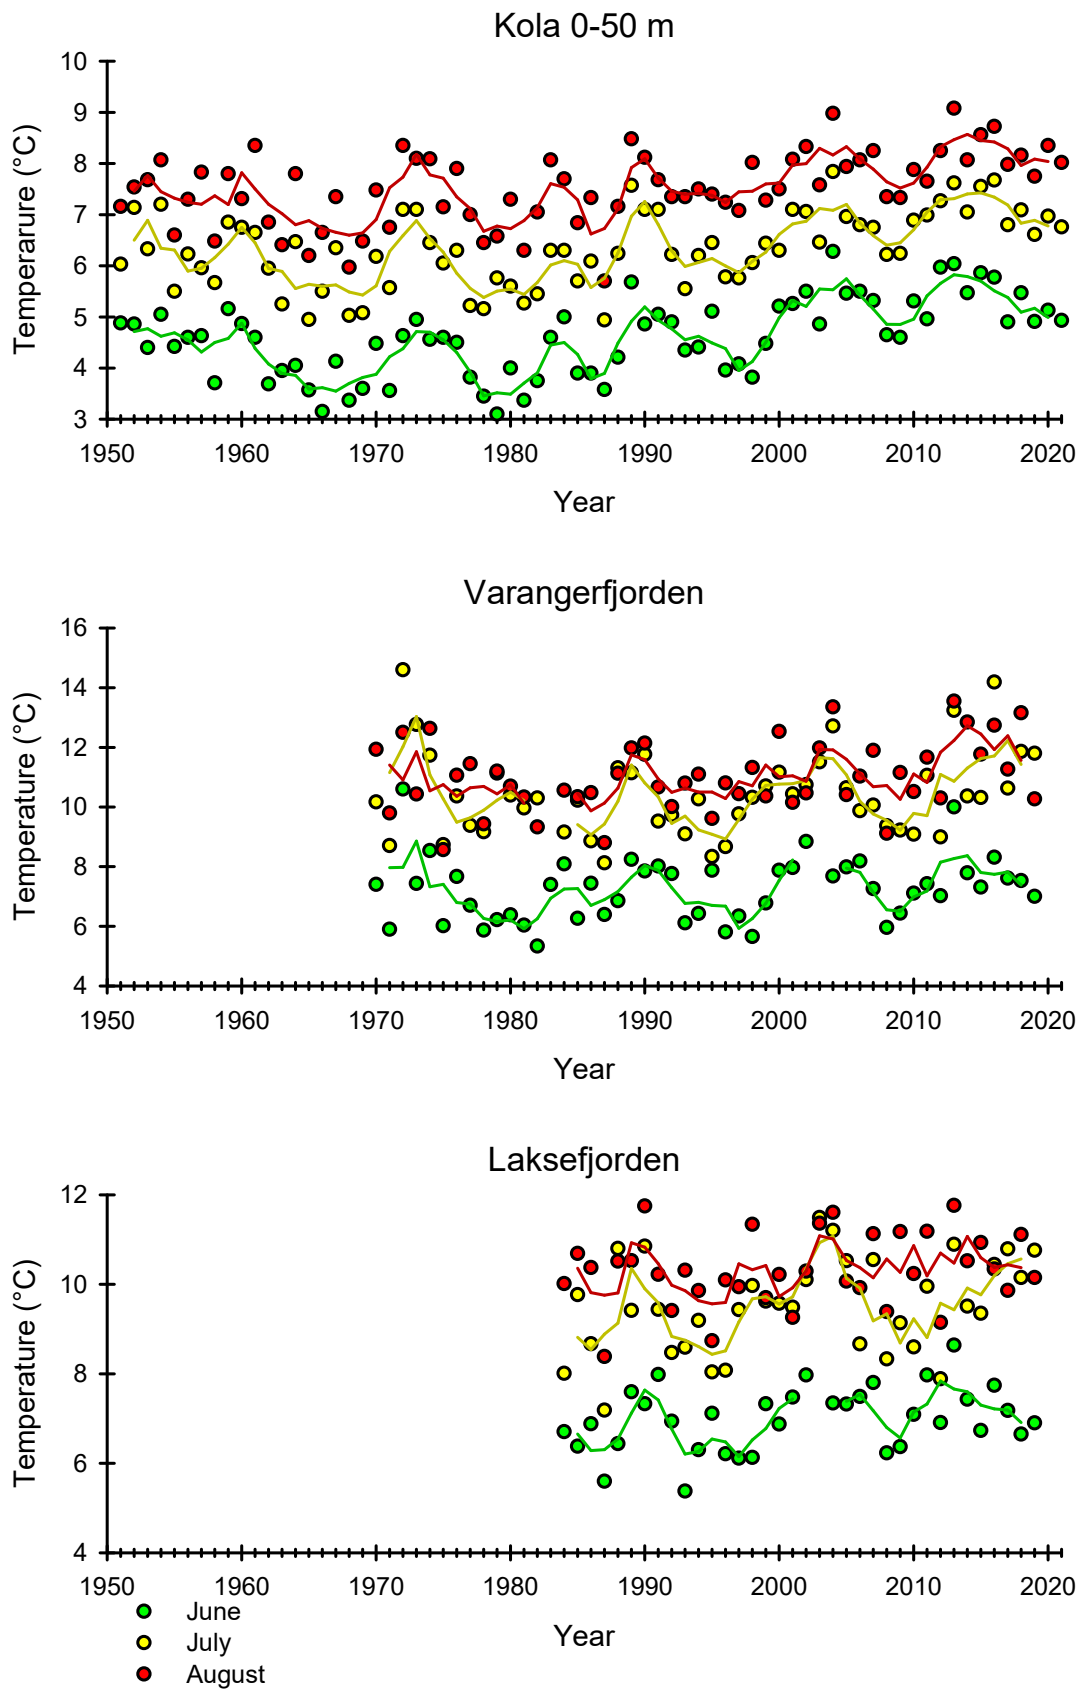 Kola 0-50 m
Temperarure (°C)
10
9
8
7
6
5
4
3
1950 1960 1970 1980 1990 2000 2010 2020
Year
Varangerfjorden
Temperature (°C)
16
14
12
10
8
6
4
1950 1960 1970 1980 1990 2000 2010 2020
Year
Laksefjorden
Temperature (°C)
12
10
8
6
4
1950 1960 1970 1980 1990 2000 2010 2020
Year
June
July
August